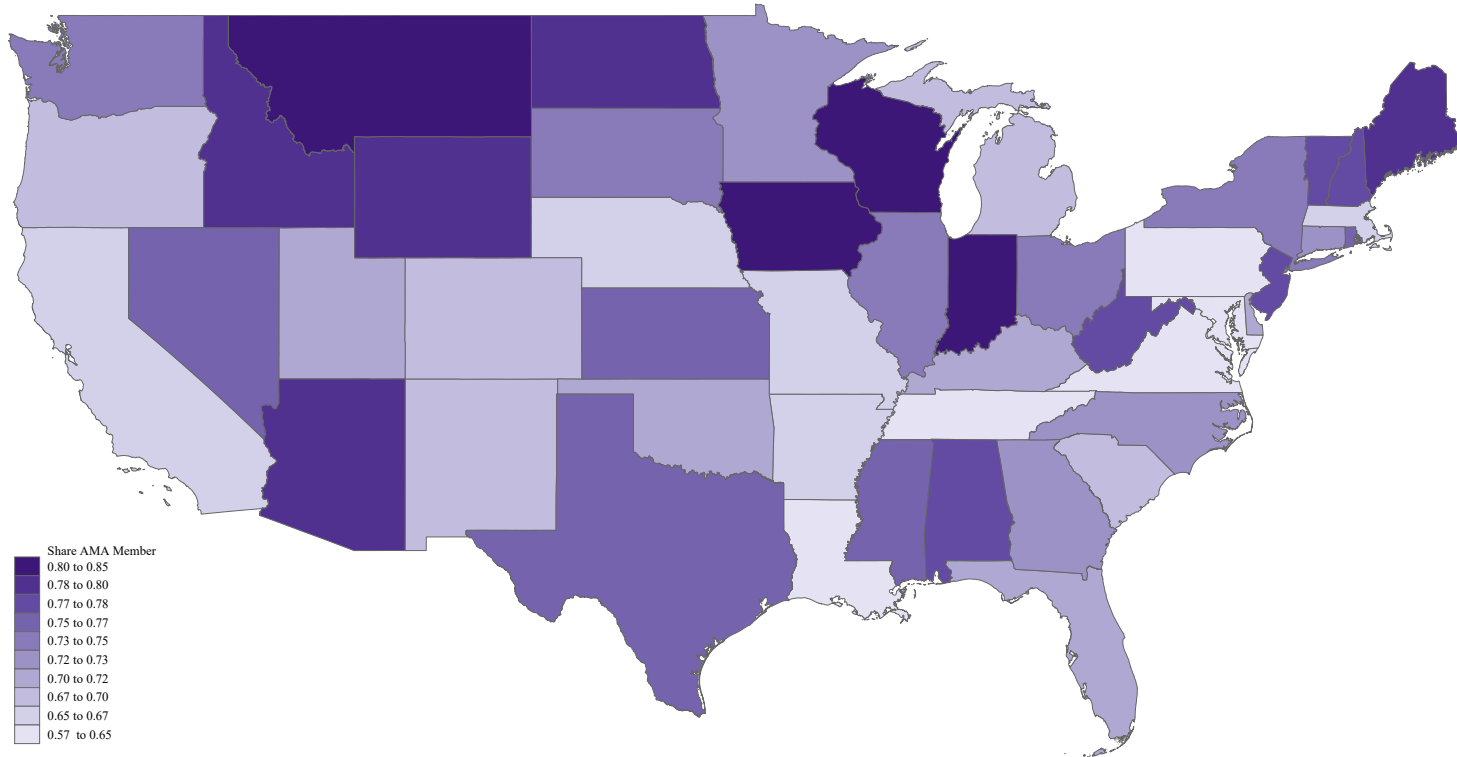 Share AMA Member
0.80 to 0.85
0.78 to 0.80
0.77 to 0.78
0.75 to 0.77
0.73 to 0.75
0.72 to 0.73
0.70 to 0.72
0.67 to 0.70
0.65 to 0.67
0.57 to 0.65